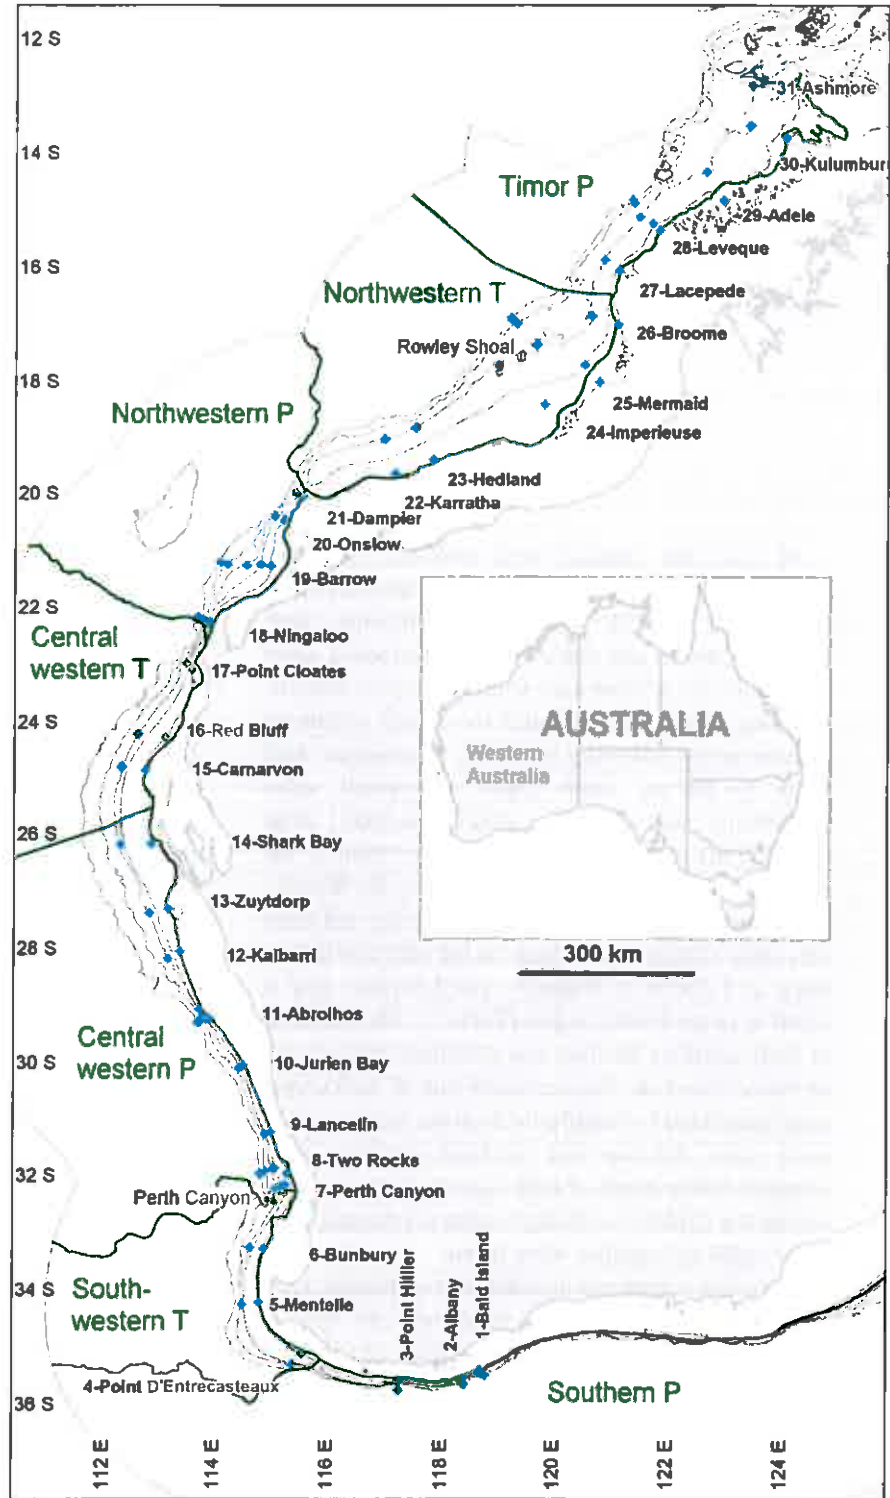 12 S
31-Ashmore
14 S
30-Kulumburu
Timor P
29-Adele
28-Leveque
16 S
27-Lacepede
Northwestern T
26-Broome
Rowley Shoal
18 S
25-Mermaid
Northwestern P
24-Imperieuse
23-Hedland
20 S
22-Karratha
21-Dampier
20-Onslow
19-Barrow
22 S
18-Ningaloo
Central
western T
17-Point Cloates
24 S
16-Red Bluff
AUSTRALIA
Western
Australia
15-Carnarvon
26 S
14-Shark Bay
13-Zuytdorp
28 S
12-Kalbarri
300 km
11-Abrolhos
Central
western P
30 S
10-Jurien Bay
9-Lancelin
8-Two Rocks
32 S
Perth Canyon
7-Perth Canyon
6-Bunbury
34 S
South-
western T
5-Mentelle
3-Point Hillier
2-Albany
1-Bald Island
4-Point D'Entrecasteaux
Southern P
36 S
112 E
114 E
116 E
118 E
120 E
122 E
124 E